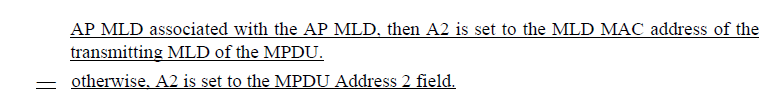 AP MLD associated with the AP MLD, then A2 is set to the MLD MAC address of the
transmitting MLD of the MPDU.
— otherwise, A2 is set to the MPDU Address 2 field.